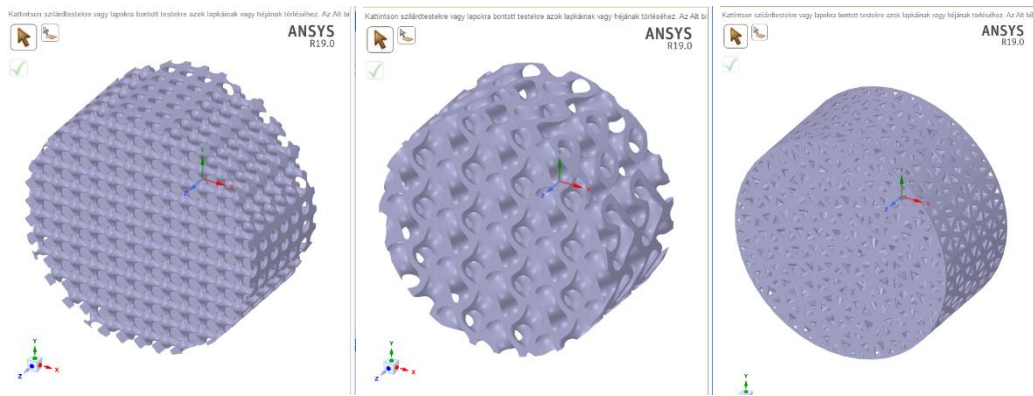 Kattintson szilárdtestekre vagy lapokra bontott testekre azok lapkáinak vagy héjának törléséhez. Az Alt bi
ANSYS
R19.0
Y
X
Z
Y
Z
X
Kattintson szilárdtestekre vagy lapokra bontott testekre azok lapkáinak vagy héjának törléséhez. Az Alt bil
ANSYS
R19.0
Y
X
Z
Y
Z
X
Kattintson szilárdtestekre vagy lapokra bontott testekre azok lapkáinak vagy héjának törléséhez. Az Alt bi
ANSYS
R19.0
Y
X
Z
Y